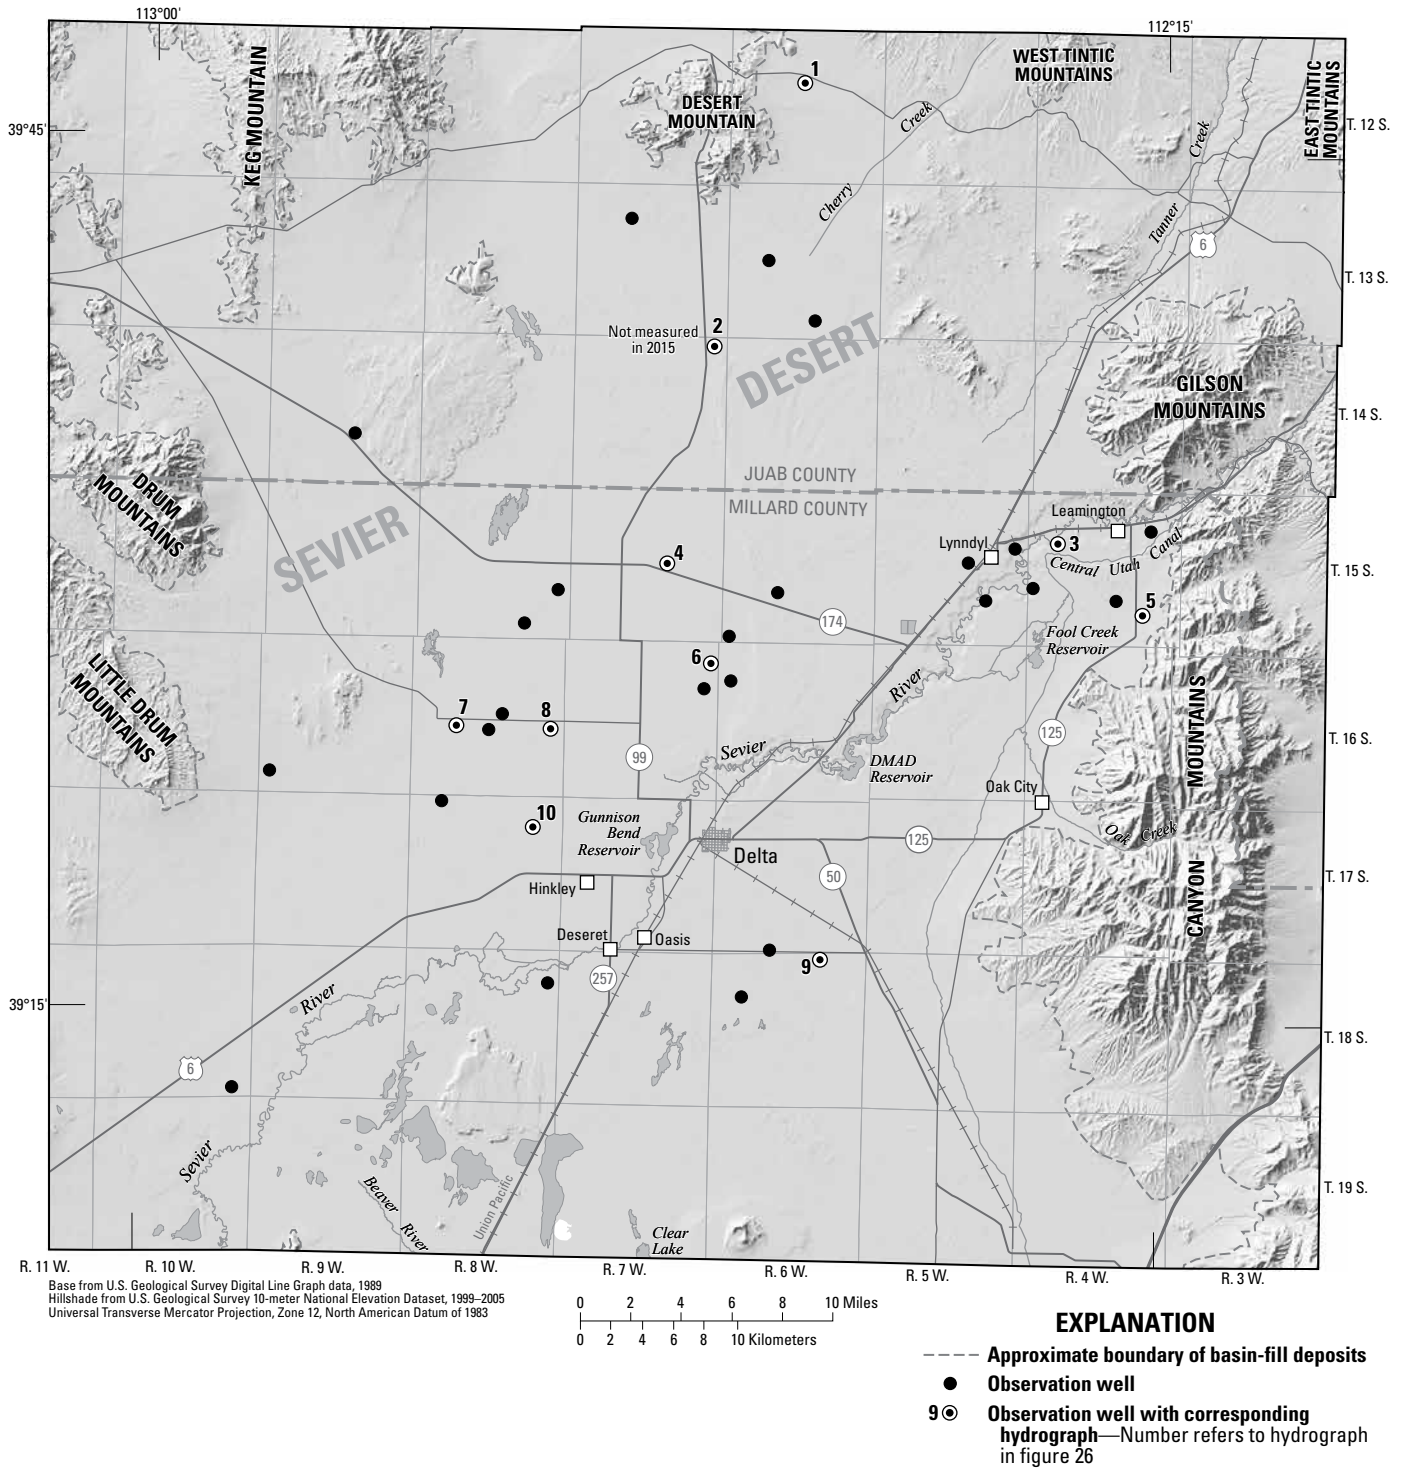 113°00'
112°15'
39°45'
KEG MOUNTAIN
DESERT
MOUNTAIN
1
WEST TINTIC
MOUNTAINS
EAST TINTIC
MOUNTAINS
T. 12 S.
Cherry
Creek
Tanner
Creek
6
T. 13 S.
Not measured
in 2015
2
SEVIER
DESERT
GILSON
MOUNTAINS
T. 14 S.
DRUM
MOUNTAINS
JUAB COUNTY
MILLARD COUNTY
Leamington
Lynndyl
3
Central Utah Canal
4
T. 15 S.
174
5
Fool Creek
Reservoir
6
LITTLE DRUM
MOUNTAINS
River
7
8
99
Sevier
DMAD
Reservoir
125
T. 16 S.
CANYON
MOUNTAINS
Oak City
10
Gunnison
Bend
Reservoir
Delta
125
Oak Creek
Hinkley
50
T. 17 S.
Deseret
Oasis
9
257
39°15'
River
T. 18 S.
6
Sevier
Beaver
River
Union Pacific
Clear
Lake
T. 19 S.
R. 11 W.
R. 10 W.
R. 9 W.
R. 8 W.
R. 7 W.
R. 6 W.
R. 5 W.
R. 4 W.
R. 3 W.
Base from U.S. Geological Survey Digital Line Graph data, 1989
Hillshade from U.S. Geological Survey 10-meter National Elevation Dataset, 1999–2005
Universal Transverse Mercator Projection, Zone 12, North American Datum of 1983
0 2 4 6 8 10 Miles
0 2 4 6 8 10 Kilometers
EXPLANATION
Approximate boundary of basin-fill deposits
Observation well
9 Observation well with corresponding
hydrograph—Number refers to hydrograph
in figure 26